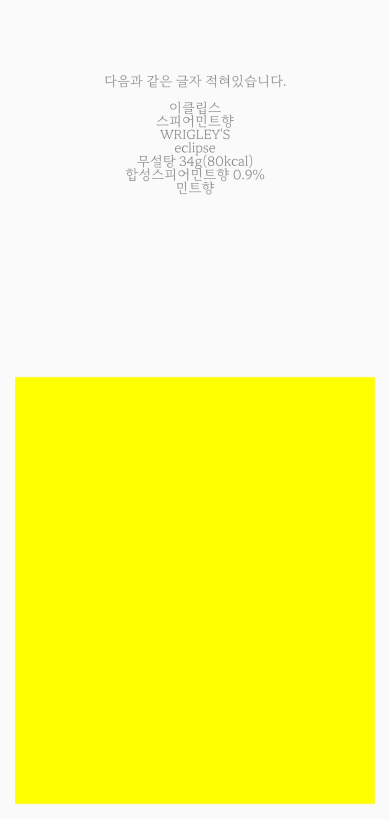 다음과 같은 글자 적혀있습니다.
이클립스
스피어민트향
WRIGLEY'S
eclipse
무설탕 34g(80kcal)
합성스피어민트향 0.9%
민트향